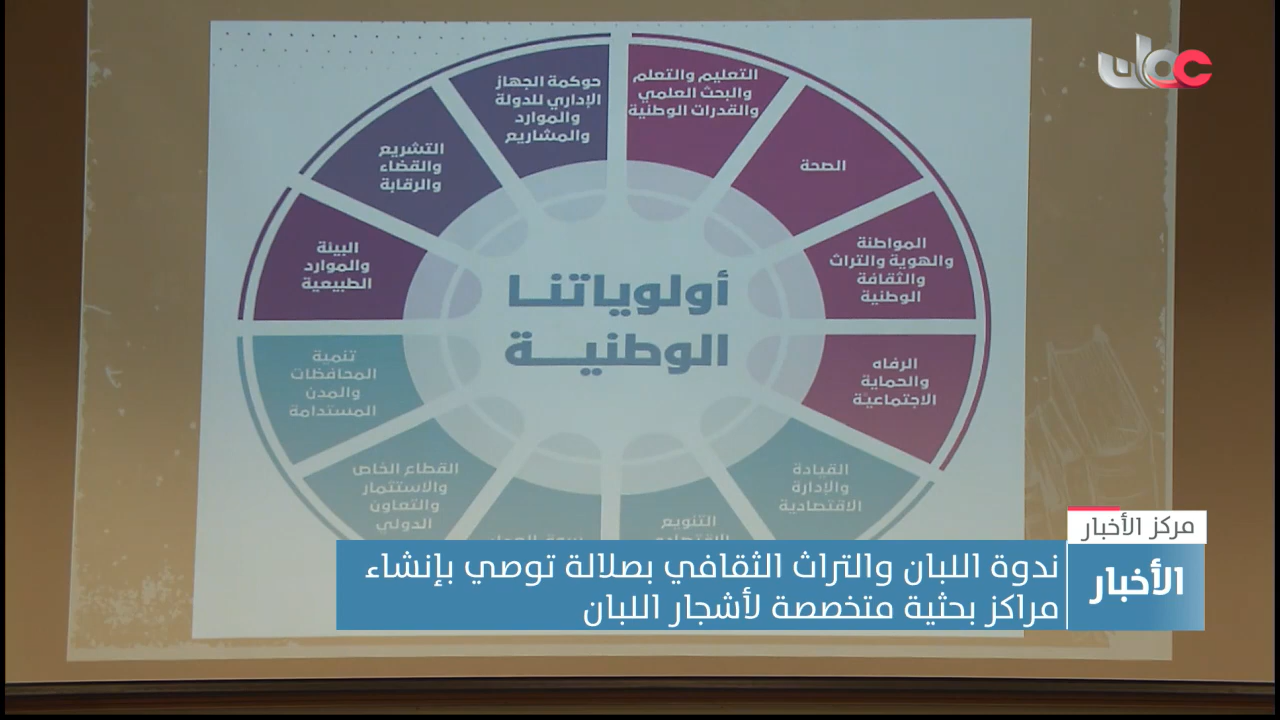 عمان
التعليم والتعلم
والبحث العلمي
والقدرات الوطنية
الصحة
المواطنة
والهوية والتراث
والثقافة
الوطنية
الرفاه
والحماية
الاجتماعية
القيادة
والإدارة
الاقتصادية
التنويع
القطاع الخاص
والاستثمار
والتعاون
الدولي
تنمية
المحافظات
والمدن
المستدامة
البيئة
والموارد
الطبيعية
التشريع
والقضاء
والرقابة
حوكمة الجهاز
الإداري للدولة
والموارد
والمشاريع
أولوياتنا
الوطنية
مركز الأخبار
الأخبار
ندوة اللبان والتراث الثقافي بصلالة توصي بإنشاء
مراكز بحثية متخصصة لأشجار اللبان